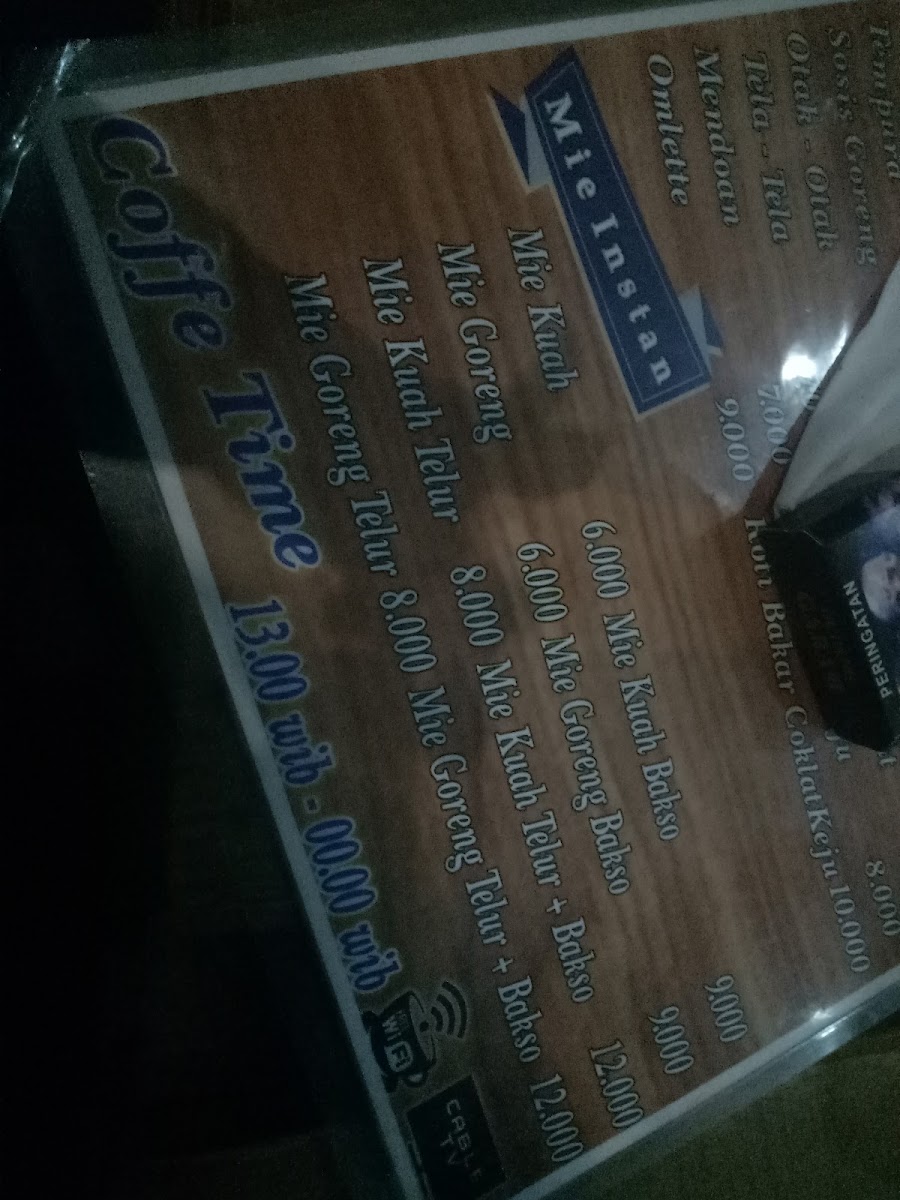 Tempura
Sosis Goreng
Otak - Otak
Tela - Tela
Mendoan 7.000
Omlette 9.000
8.000
Roti Bakar CoklatKeju 10.000
PERINGATAN
Mie Instan
Mie Kuah 6.000 Mie Kuah Bakso 9.000
Mie Goreng 6.000 Mie Goreng Bakso 9.000
Mie Kuah Telur 8.000 Mie Kuah Telur + Bakso 12.000
Mie Goreng Telur 8.000 Mie Goreng Telur + Bakso 12.000
Coffe Time 13.00 wib - 00.00 wib
WiFi
CABLE
TV